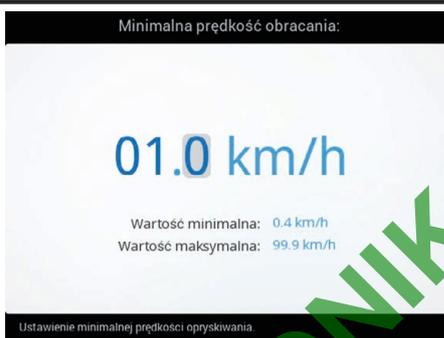 Minimalna prędkość obracania:
01.0 km/h
Wartość minimalna: 0.4 km/h
Wartość maksymalna: 99.9 km/h
Ustawienie minimalnej prędkości opryskiwania.